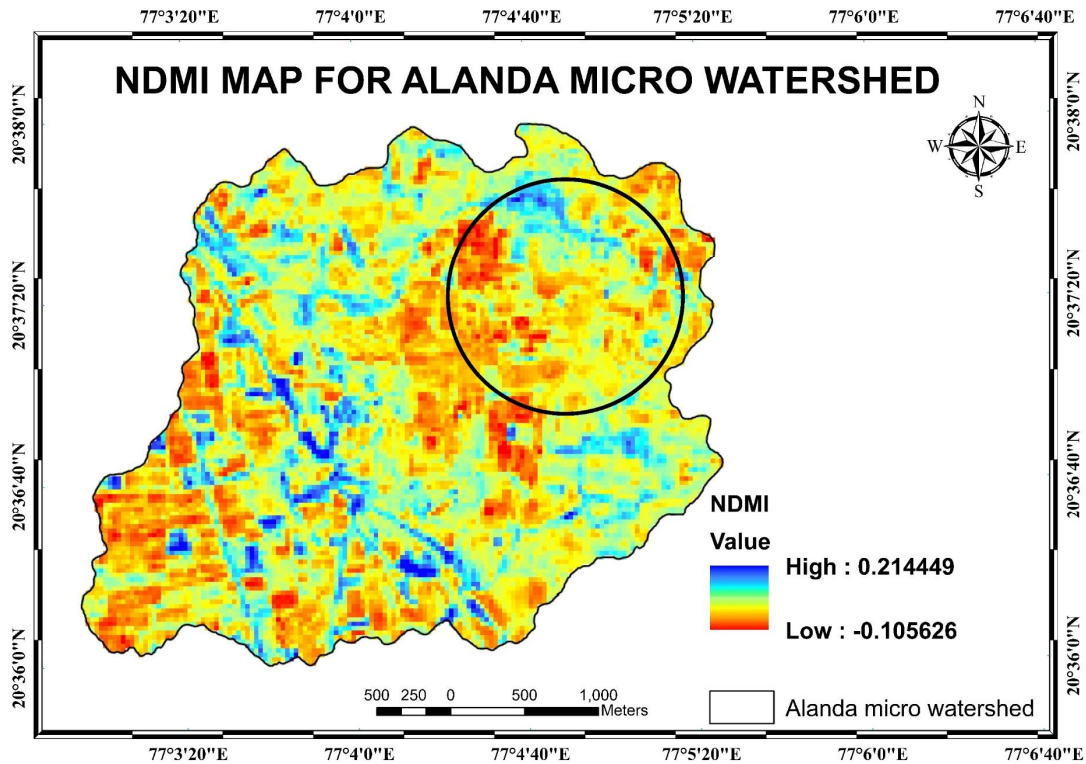 77°3'20"E 77°4'0"E 77°4'40"E 77°5'20"E 77°6'0"E 77°6'40"E
NDMI MAP FOR ALANDA MICRO WATERSHED
N
W E
S
20°38'0"N 20°38'0"N
20°37'20"N 20°37'20"N
20°36'40"N 20°36'40"N
20°36'0"N 20°36'0"N
NDMI
Value
High : 0.214449
Low : -0.105626
500 250 0 500 1,000
Meters
Alanda micro watershed
77°3'20"E 77°4'0"E 77°4'40"E 77°5'20"E 77°6'0"E 77°6'40"E